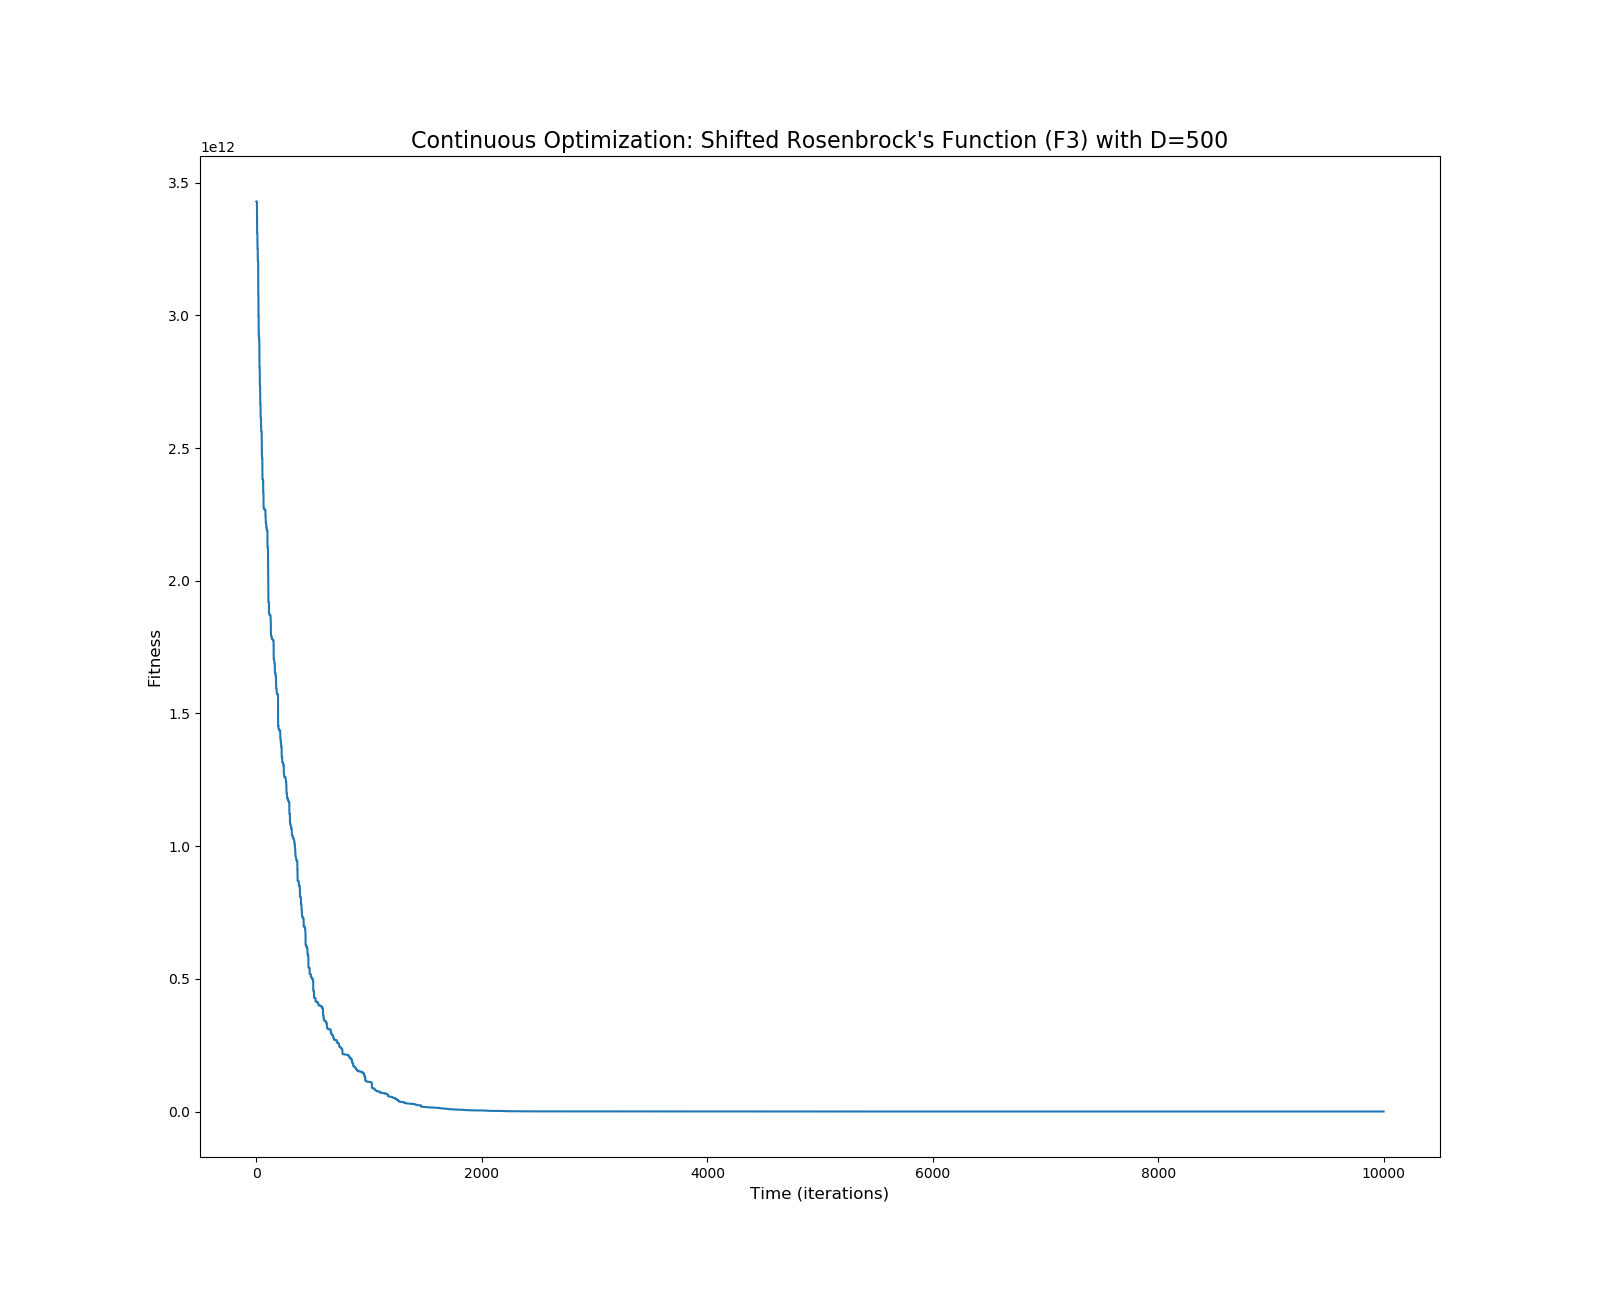 Continuous Optimization: Shifted Rosenbrock's Function (F3) with D=500
1e12
3.5
3.0
2.5
2.0
1.5
1.0
0.5
0.0
Fitness
0 2000 4000 6000 8000 10000
Time (iterations)